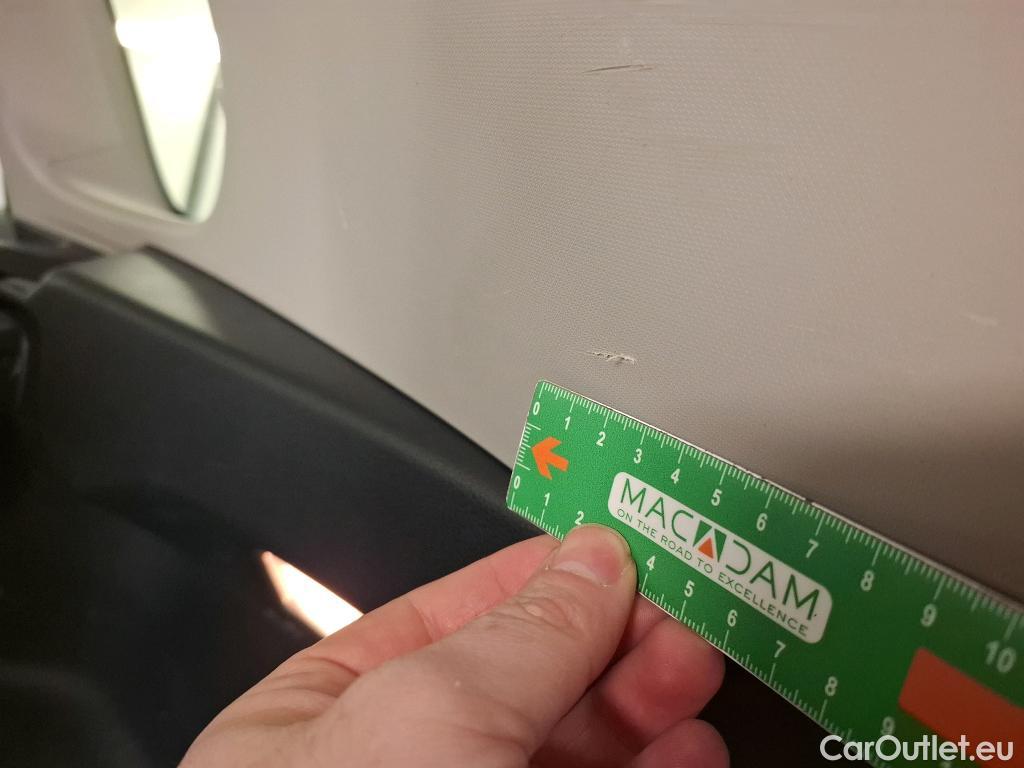 0 1 2 3 4 5 6 7 8 9 10
MACADAM
ON THE ROAD TO EXCELLENCE
0 1 2 4 5 6 7 8 9
CarOutlet.eu